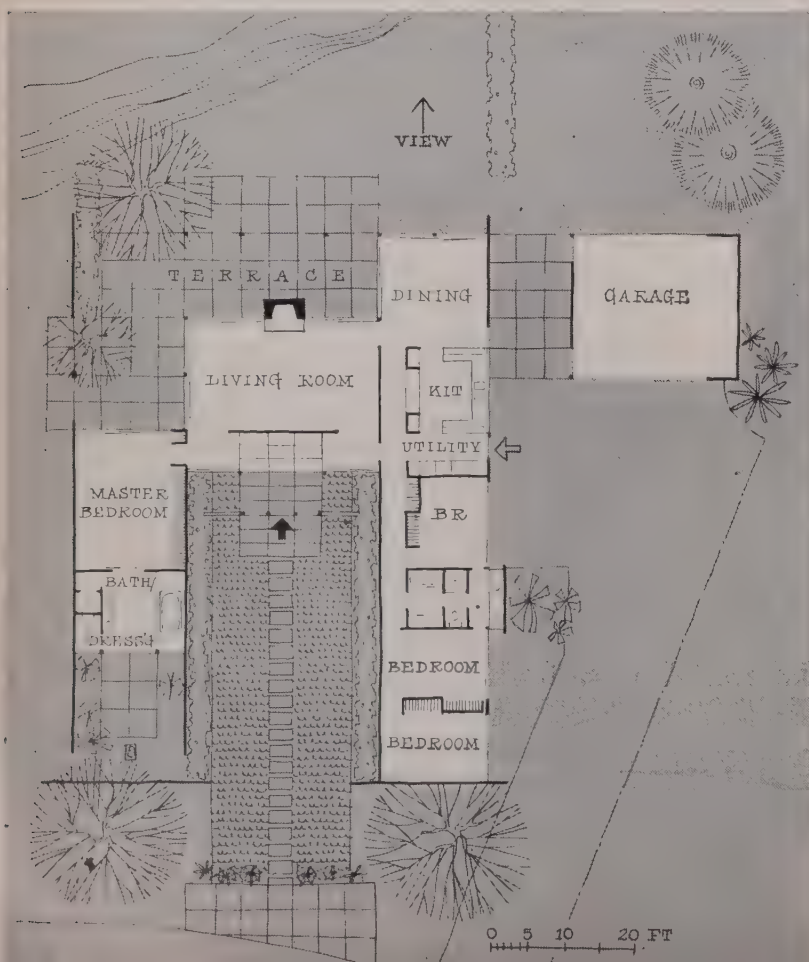 VIEW
TERRACE
DINING
GARAGE
LIVING ROOM
KIT
UTILITY
MASTER
BEDROOM
BR
BATH/
DRESS'G
BEDROOM
BEDROOM
0 5 10 20 FT